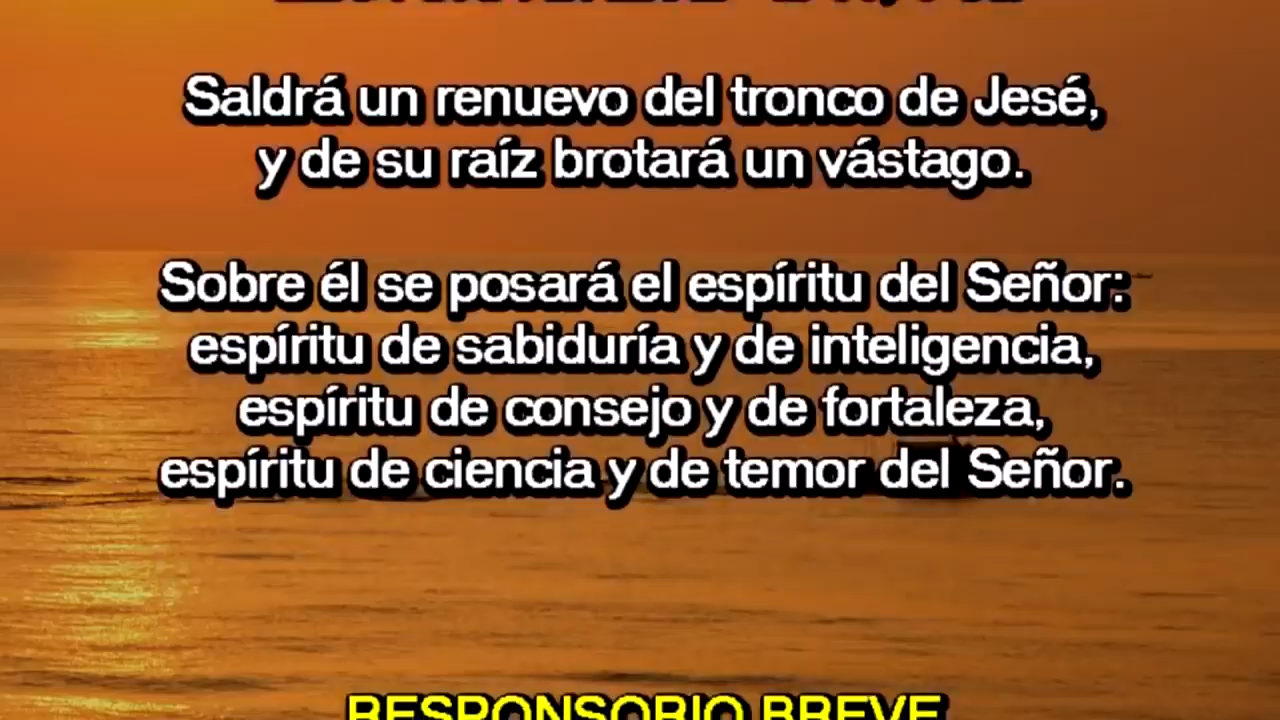 Saldrá un renuevo del tronco de Jesé,
y de su raíz brotará un vástago.
Sobre él se posará el espíritu del Señor:
espíritu de sabiduría y de inteligencia,
espíritu de consejo y de fortaleza,
espíritu de ciencia y de temor del Señor.
RESPONSORIO BREVE